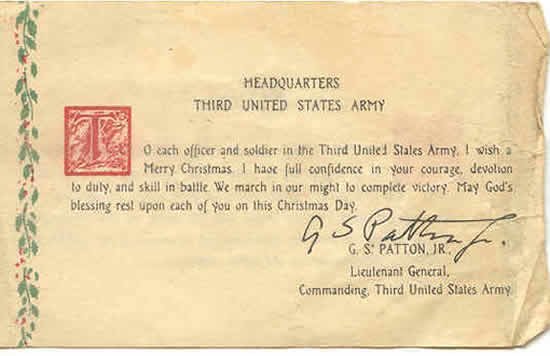 HEADQUARTERS
THIRD UNITED STATES ARMY
TO each officer and soldier in the Third United States Army, I wish a
Merry Christmas. I have full confidence in your courage, devotion
to duty, and skill in battle. We march in our might to complete victory. May God's
blessing rest upon each of you on this Christmas Day.
G S Patton Jr.
G. S. PATTON, JR.,
Lieutenant General,
Commanding, Third United States Army.